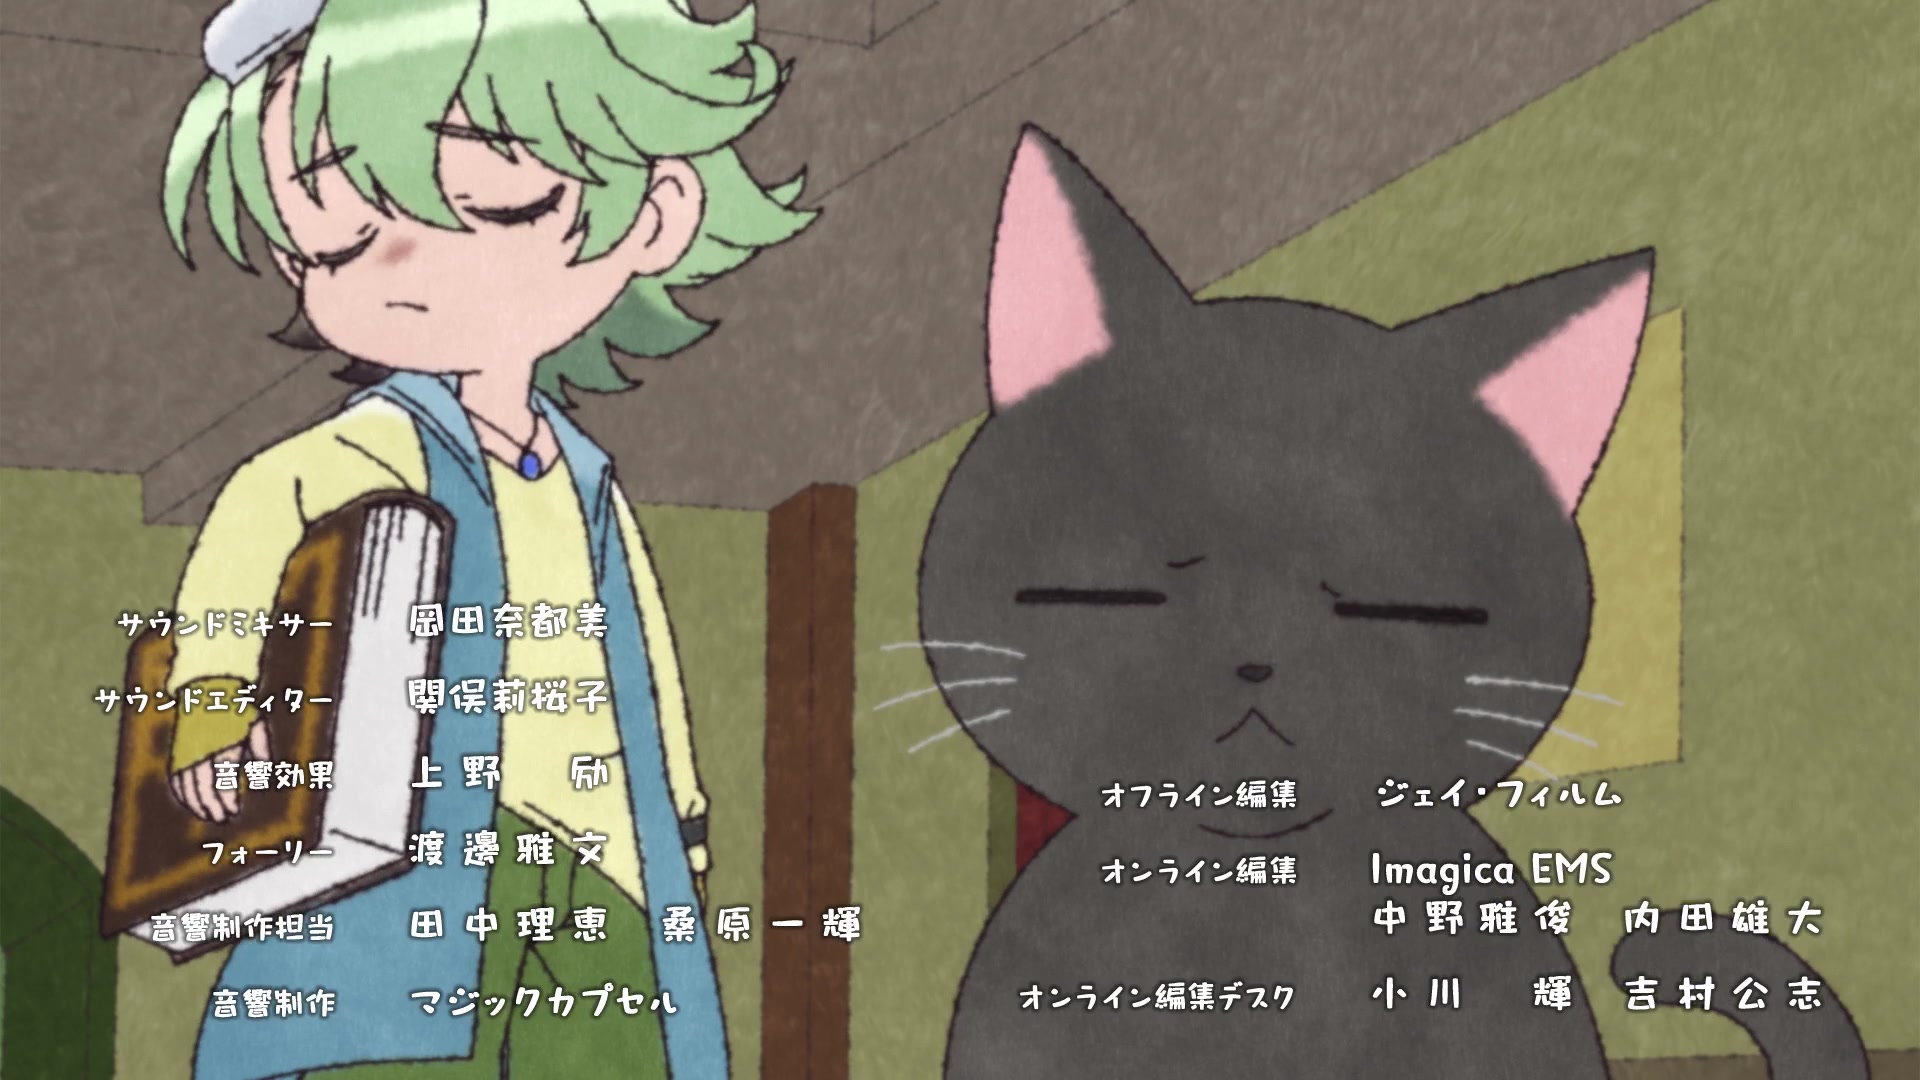 サウンドミキサー 岡田奈都美
サウンドエディター 関俣莉桜子
音響効果 上野 励
フォーリー 渡邊雅文
音響制作担当 田中理恵 桑原一輝
音響制作 マジックカプセル
オフライン編集 ジェイ・フィルム
オンライン編集 Imagica EMS
中野雅俊 内田雄大
オンライン編集デスク 小川 輝 吉村公志